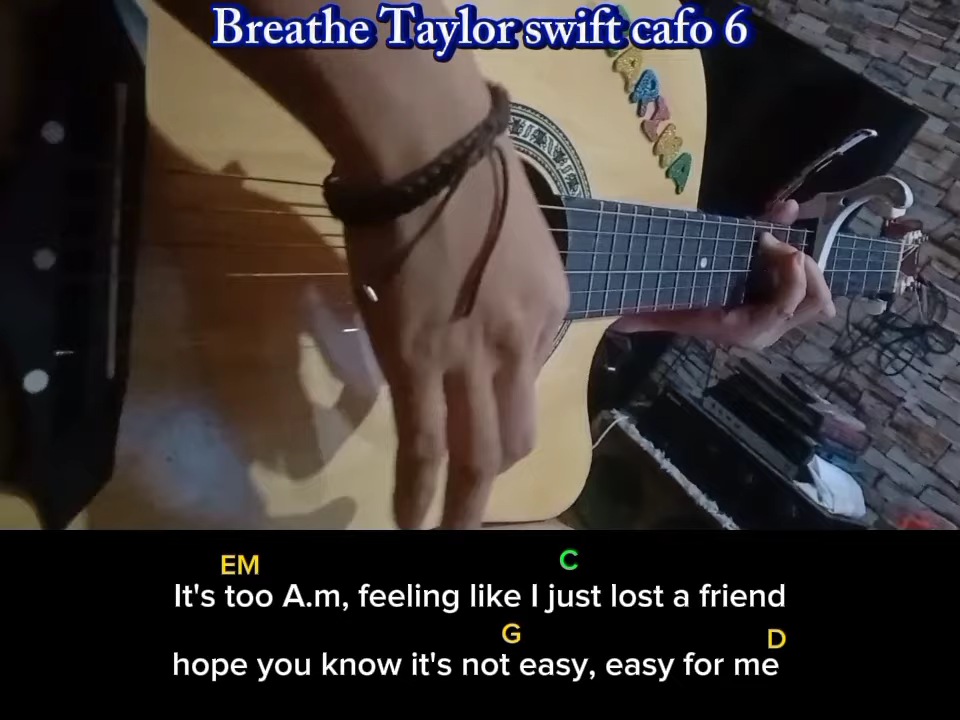 Breathe Taylor swift cafo 6
EM C
It's too A.m, feeling like I just lost a friend
G D
hope you know it's not easy, easy for me